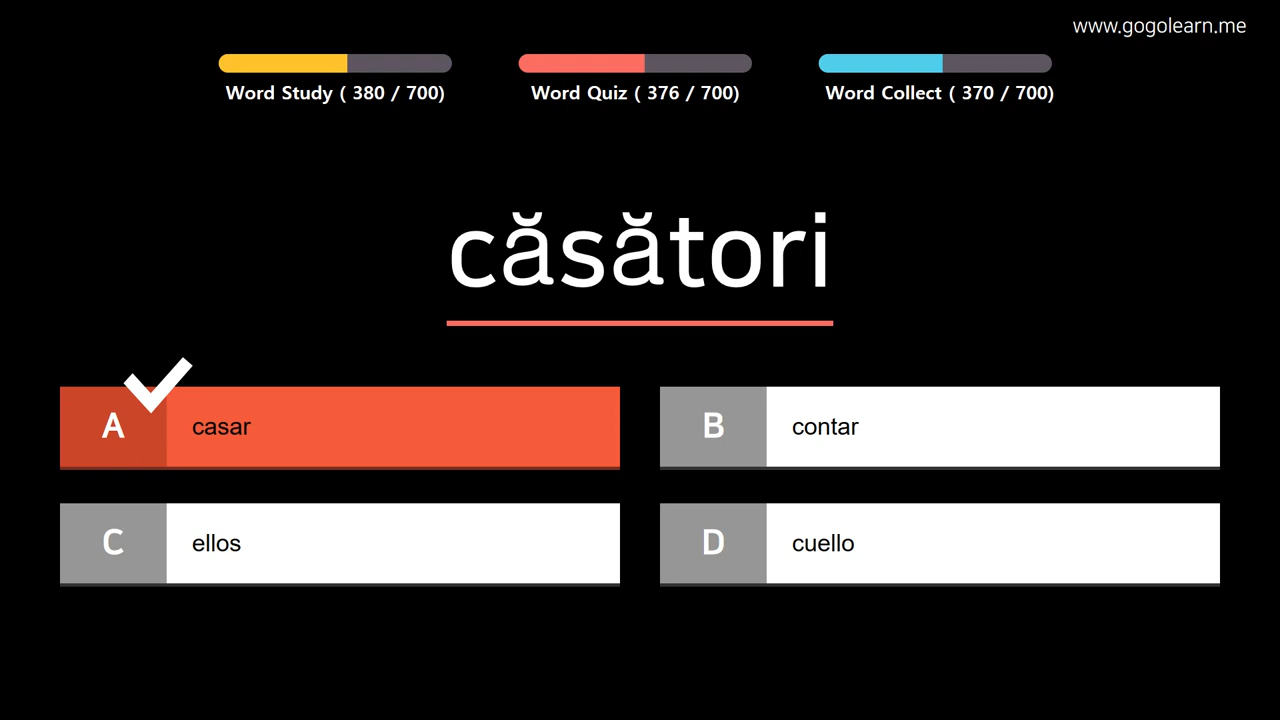 www.gogolearn.me
Word Study ( 380 / 700)
Word Quiz ( 376 / 700)
Word Collect ( 370 / 700)
căsători
A casar
B contar
C ellos
D cuello